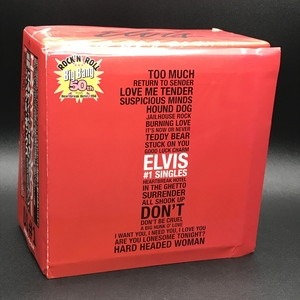 Elvis
ROCK'N'ROLL
Big Bang!
50th
TOO MUCH
RETURN TO SENDER
LOVE ME TENDER
SUSPICIOUS MINDS
HOUND DOG
JAILHOUSE ROCK
BURNING LOVE
IT'S NOW OR NEVER
TEDDY BEAR
STUCK ON YOU
GOOD LUCK CHARM
ELVIS
#1 SINGLES
HEARTBREAK HOTEL
IN THE GHETTO
SURRENDER
ALL SHOOK UP
DON'T
DON'T BE CRUEL
A BIG HUNK O' LOVE
I WANT YOU, I NEED YOU, I LOVE YOU
ARE YOU LONESOME TONIGHT?
HARD HEADED WOMAN